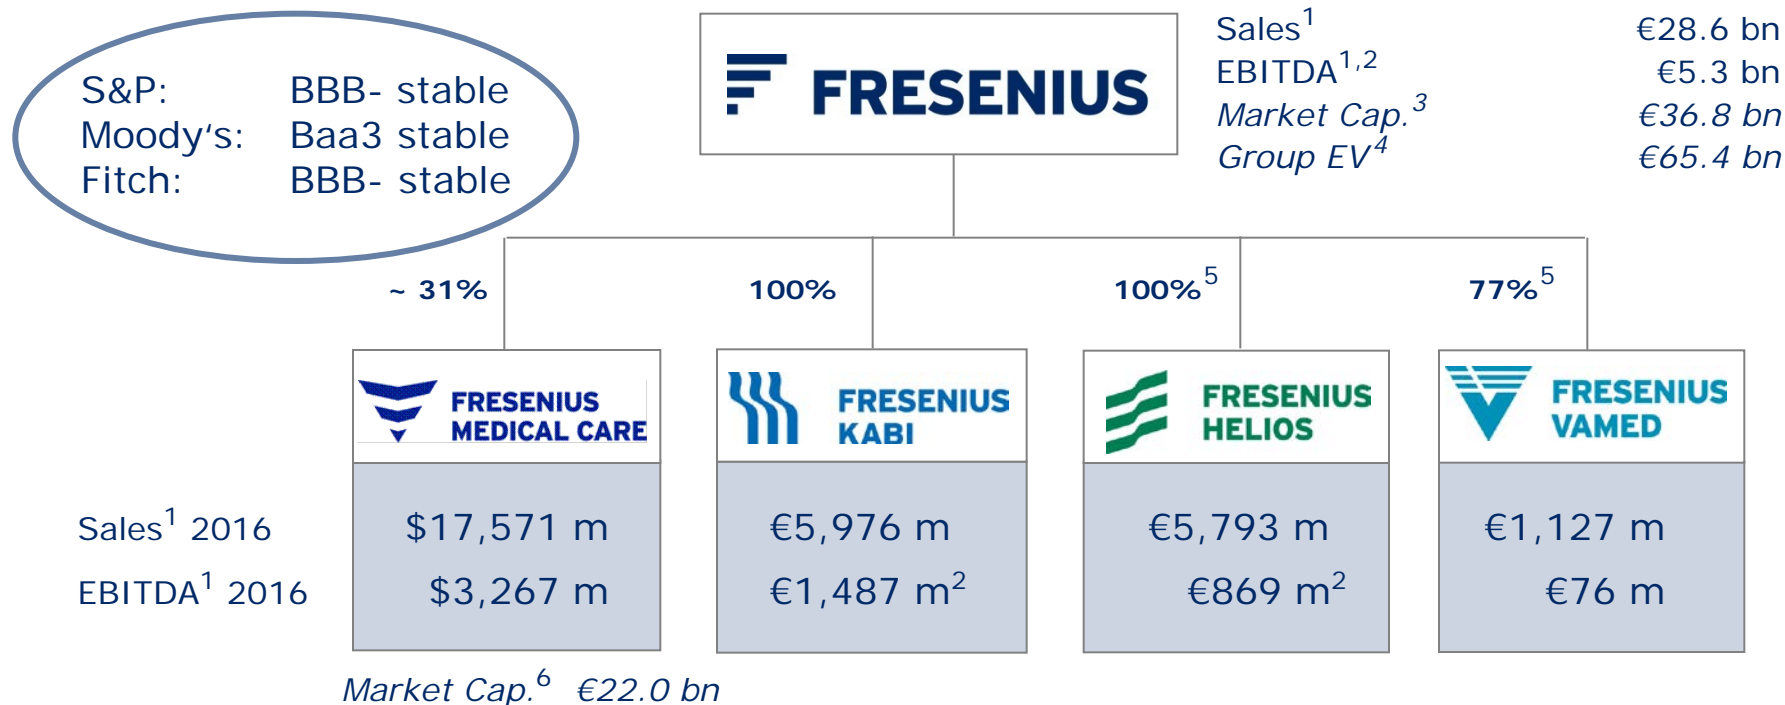 S&P: BBB- stable
Moody‘s: Baa3 stable
Fitch: BBB- stable
FRESENIUS
Sales1 €28.6 bn
EBITDA1,2 €5.3 bn
Market Cap.3 €36.8 bn
Group EV4 €65.4 bn
~ 31% 100% 100%5 77%5
FRESENIUS
MEDICAL CARE
FRESENIUS
KABI
FRESENIUS
HELIOS
FRESENIUS
VAMED
Sales1 2016 $17,571 m €5,976 m €5,793 m €1,127 m
EBITDA1 2016 $3,267 m €1,487 m2 €869 m2 €76 m
Market Cap.6 €22.0 bn